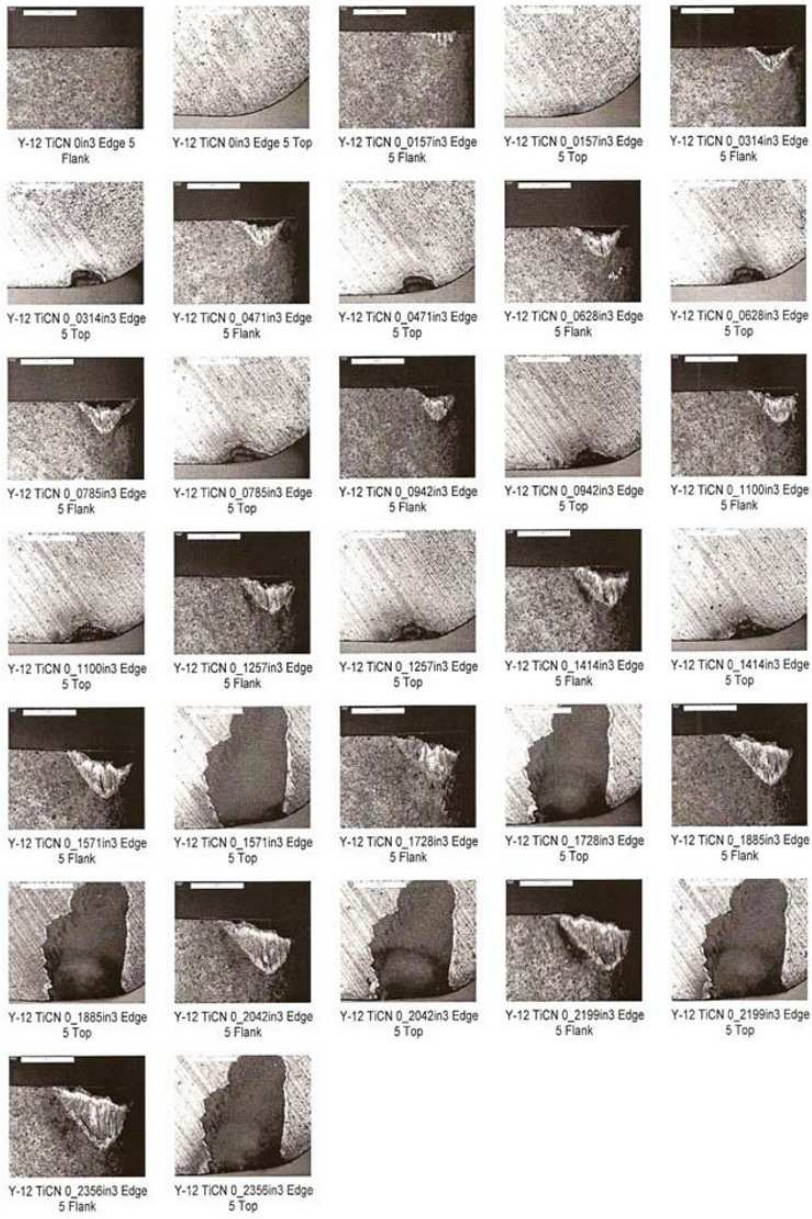 Y-12 TiCN 0in3 Edge 5
Flank
Y-12 TiCN 0in3 Edge 5 Top
Y-12 TiCN 0_0157in3 Edge
5 Flank
Y-12 TiCN 0_0157in3 Edge
5 Top
Y-12 TiCN 0_0314in3 Edge
5 Flank
Y-12 TiCN 0_0314in3 Edge
5 Top
Y-12 TiCN 0_0471in3 Edge
5 Flank
Y-12 TiCN 0_0471in3 Edge
5 Top
Y-12 TiCN 0_0628in3 Edge
5 Flank
Y-12 TiCN 0_0628in3 Edge
5 Top
Y-12 TiCN 0_0785in3 Edge
5 Flank
Y-12 TiCN 0_0785in3 Edge
5 Top
Y-12 TiCN 0_0942in3 Edge
5 Flank
Y-12 TiCN 0_0942in3 Edge
5 Top
Y-12 TiCN 0_1100in3 Edge
5 Flank
Y-12 TiCN 0_1100in3 Edge
5 Top
Y-12 TiCN 0_1257in3 Edge
5 Flank
Y-12 TiCN 0_1257in3 Edge
5 Top
Y-12 TiCN 0_1414in3 Edge
5 Flank
Y-12 TiCN 0_1414in3 Edge
5 Top
Y-12 TiCN 0_1571in3 Edge
5 Flank
Y-12 TiCN 0_1571in3 Edge
5 Top
Y-12 TiCN 0_1728in3 Edge
5 Flank
Y-12 TiCN 0_1728in3 Edge
5 Top
Y-12 TiCN 0_1885in3 Edge
5 Flank
Y-12 TiCN 0_1885in3 Edge
5 Top
Y-12 TiCN 0_2042in3 Edge
5 Flank
Y-12 TiCN 0_2042in3 Edge
5 Top
Y-12 TiCN 0_2199in3 Edge
5 Flank
Y-12 TiCN 0_2199in3 Edge
5 Top
Y-12 TiCN 0_2356in3 Edge
5 Flank
Y-12 TiCN 0_2356in3 Edge
5 Top